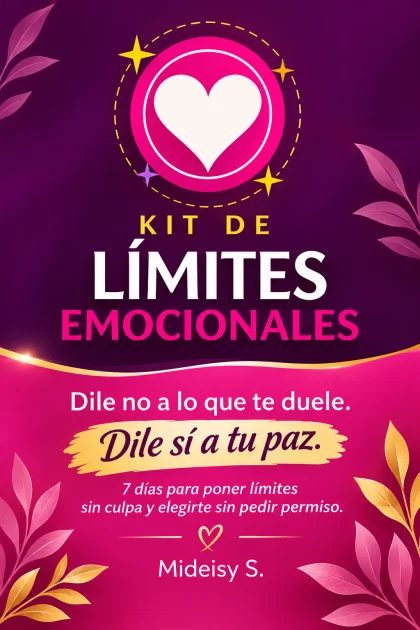 KIT DE
LÍMITES
EMOCIONALES
Dile no a lo que te duele.
Dile sí a tu paz.
7 días para poner límites
sin culpa y elegirte sin pedir permiso.
Mideisy S.